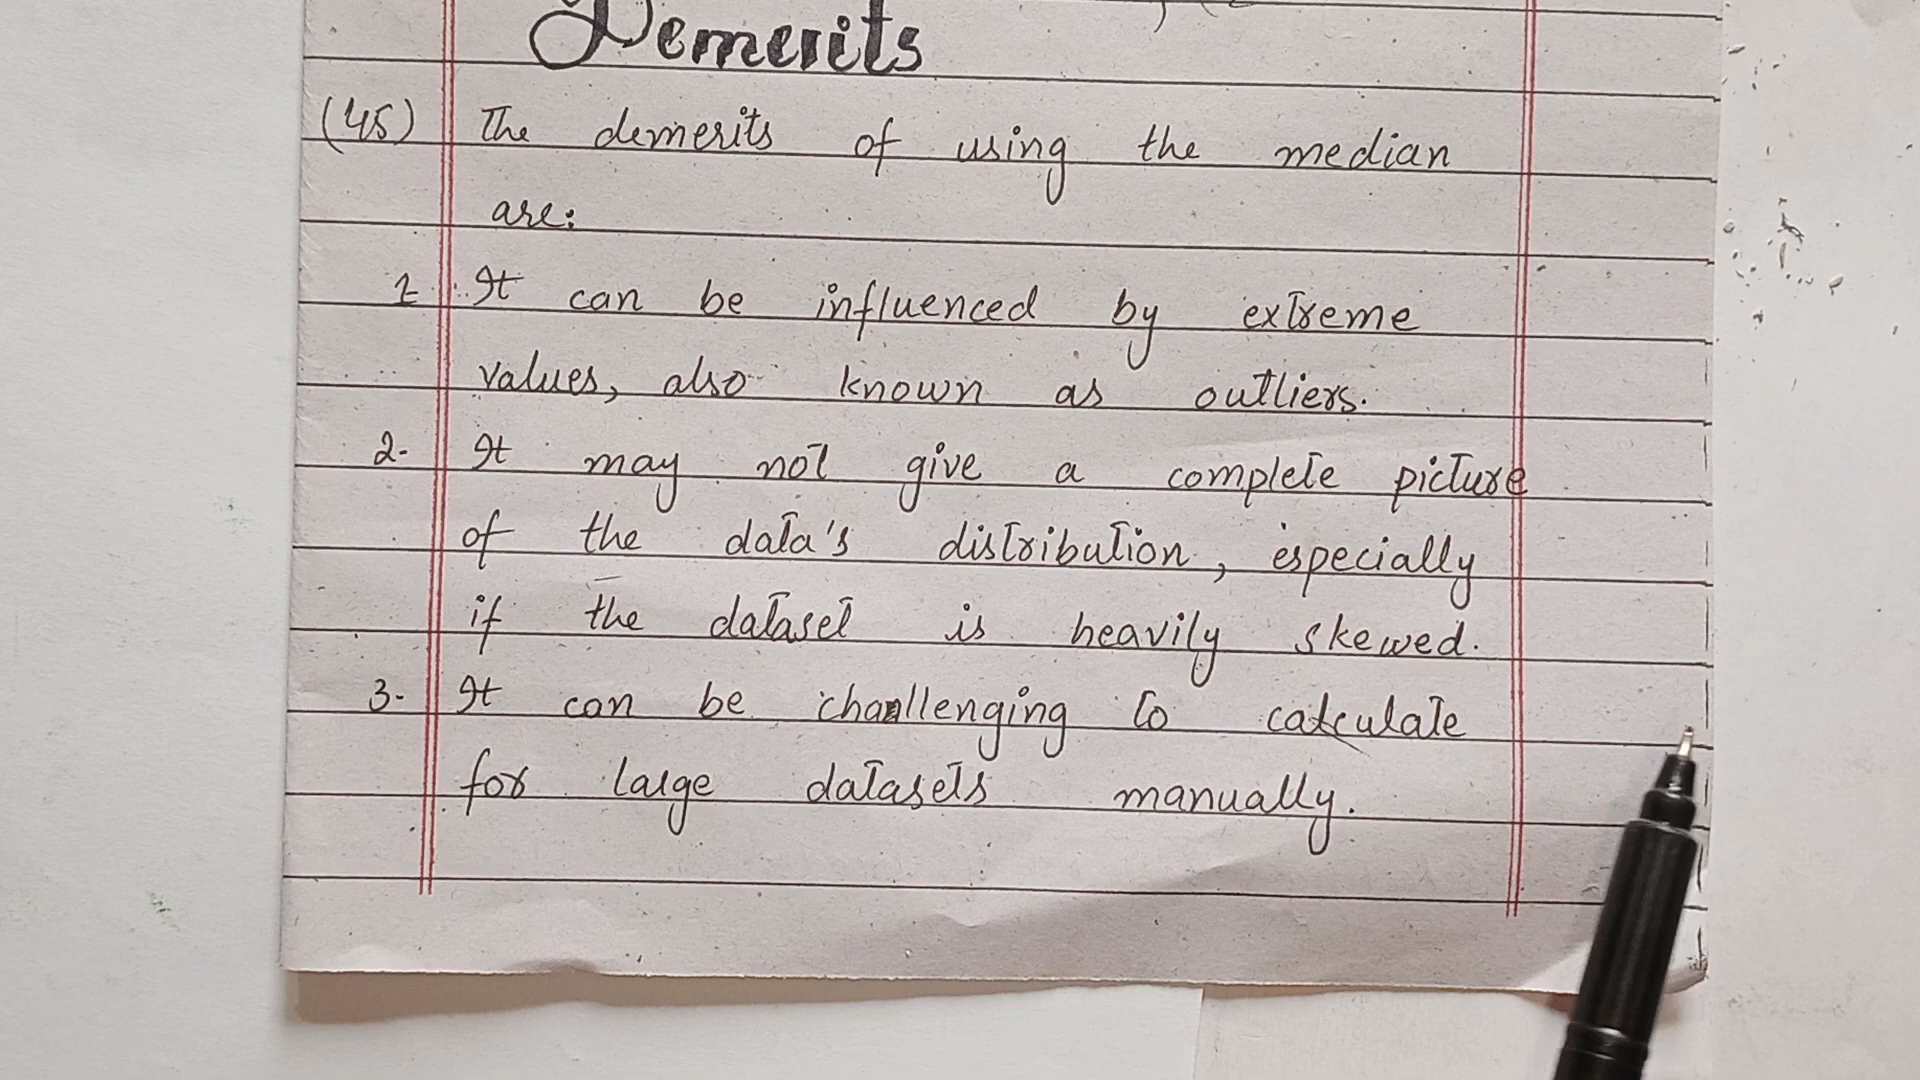 Demerits
(45) The demerits of using the median
are:
1. It can be influenced by extreme
values, also known as outliers.
2- It may not give a complete picture
of the data's distribution, especially
if the dataset is heavily skewed.
3- It can be challenging to calculate
for large datasets manually.